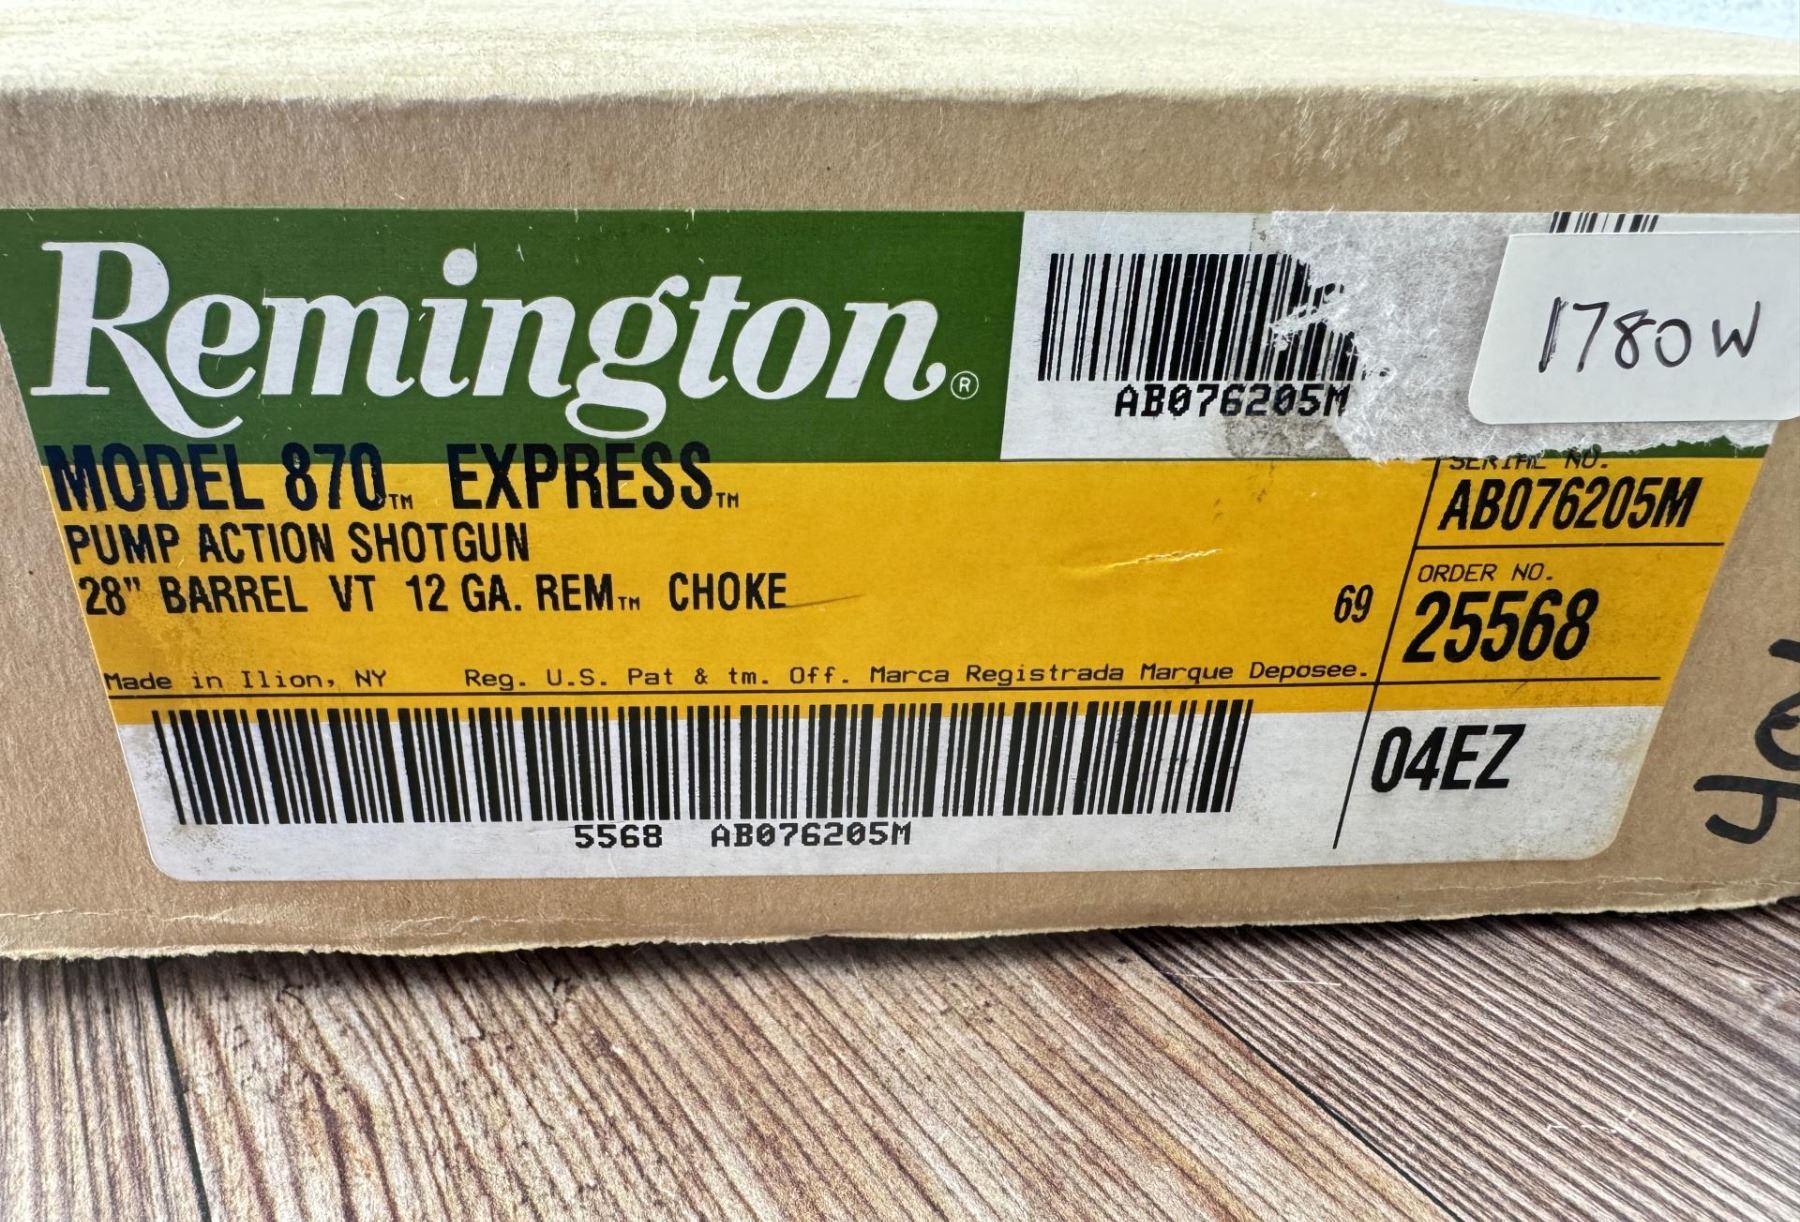 Remington®
AB076205M
1780W
MODEL 870™ EXPRESS™
PUMP ACTION SHOTGUN
28" BARREL VT 12 GA. REM™ CHOKE
69
SERIAL NO.
AB076205M
ORDER NO.
25568
Made in Ilion, NY Reg. U.S. Pat & tm. Off. Marca Registrada Marque Deposee.
04EZ
5568 AB076205M